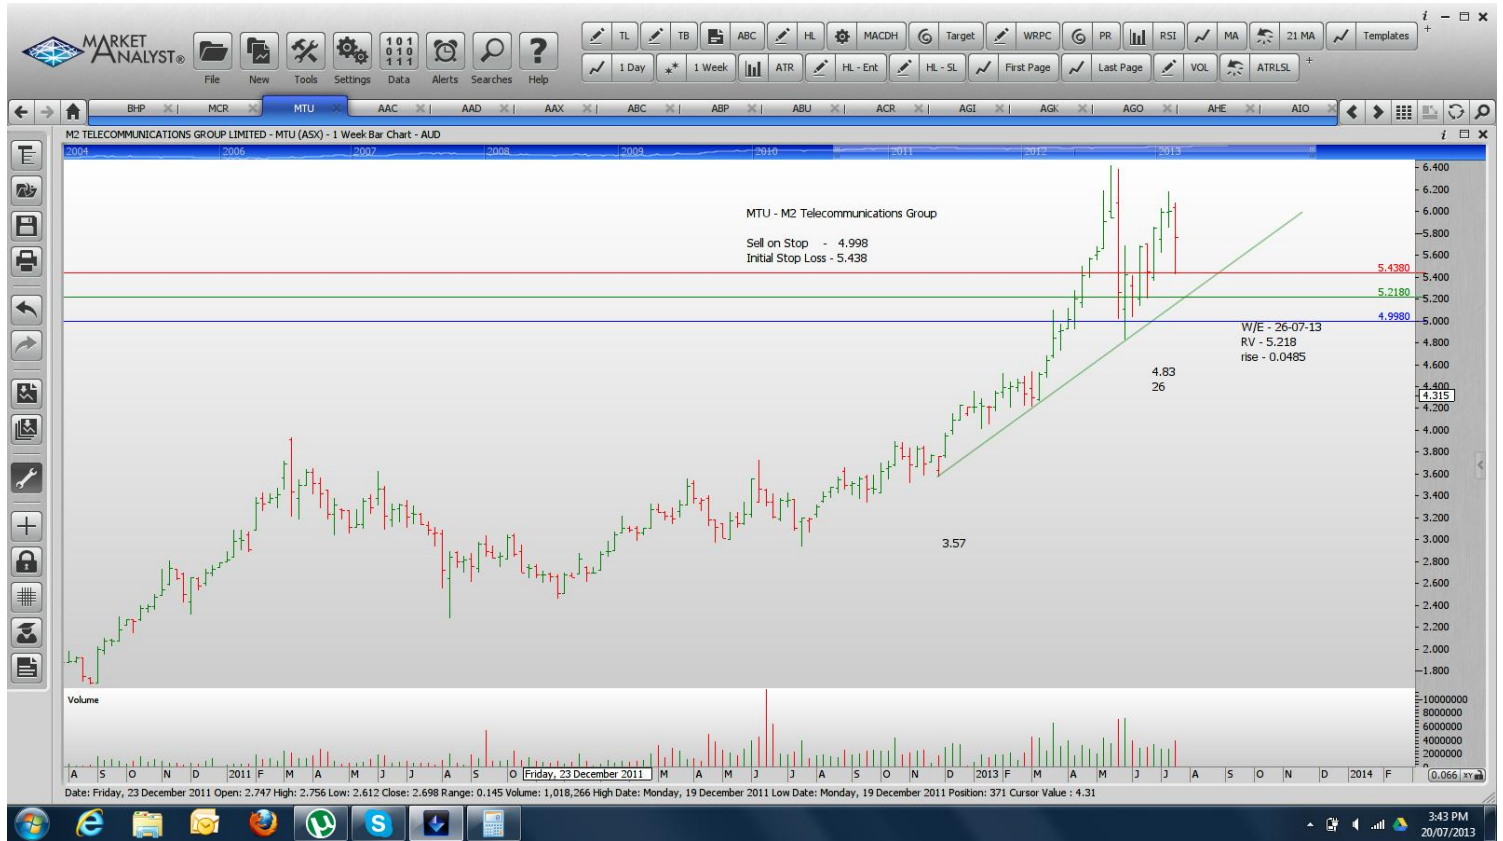 MARKET
ANALYST®
File New Tools Settings Data Alerts Searches Help
101
010
111
TL TB ABC HL MACDH Target WRPC PR RSI MA 21 MA Templates
1 Day 1 Week ATR HL - Ent HL - SL First Page Last Page VOL ATRLSL
BHP MCR MTU AAC AAD AAX ABC ABP ABU ACR AGI AGK AGO AHE AIO
M2 TELECOMMUNICATIONS GROUP LIMITED - MTU (ASX) - 1 Week Bar Chart - AUD
2004 2006 2007 2008 2009 2010 2011 2012 2013
6.400
6.200
MTU - M2 Telecommunications Group
6.000
5.800
Sell on Stop - 4.998
Initial Stop Loss - 5.438
5.600
5.4380
5.400
5.2180
5.200
4.9980
5.000
W/E - 26-07-13
RV - 5.218
rise - 0.0485
4.800
4.600
4.83
26
4.400
4.315
4.200
4.000
3.800
3.600
3.400
3.200
3.57
3.000
2.800
2.600
2.400
2.200
2.000
1.800
Volume
10000000
8000000
6000000
4000000
2000000
0
A S O N D 2011 F M A M J J A S O Friday, 23 December 2011 M A M J J A S O N D 2013 F M A M J J A S O N D 2014 F 0.066 XY
Date: Friday, 23 December 2011 Open: 2.747 High: 2.756 Low: 2.612 Close: 2.698 Range: 0.145 Volume: 1,018,266 High Date: Monday, 19 December 2011 Low Date: Monday, 19 December 2011 Position: 371 Cursor Value : 4.31
3:43 PM
20/07/2013